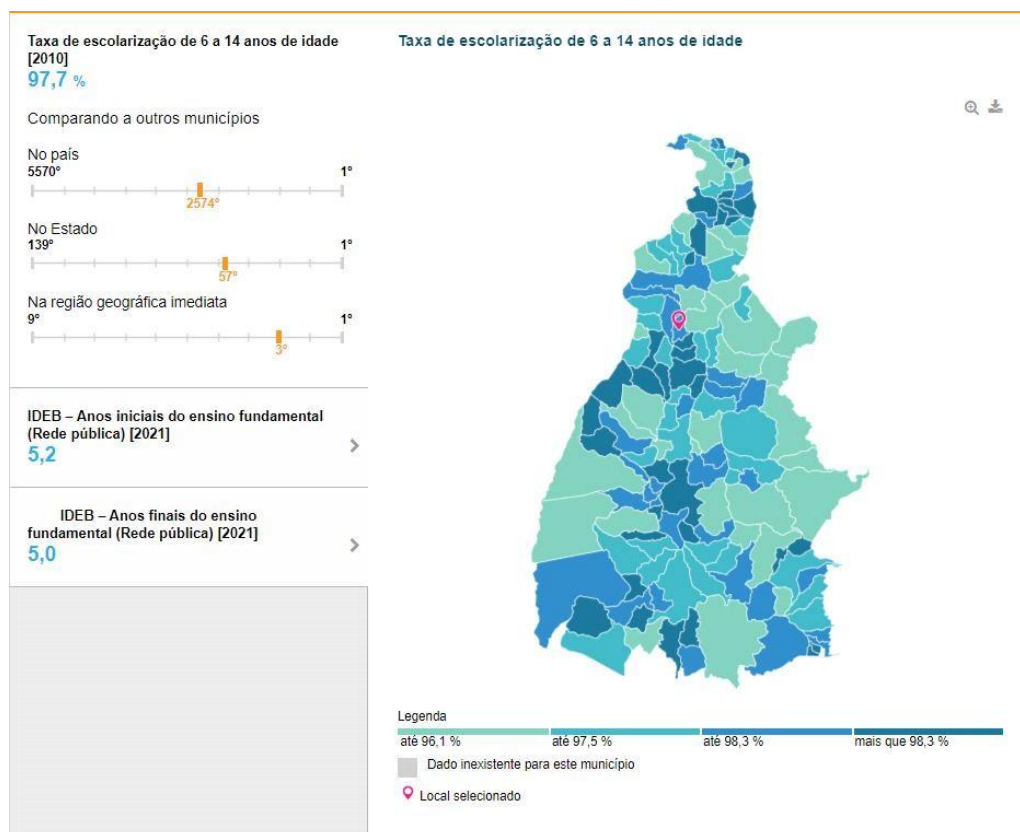 Taxa de escolarização de 6 a 14 anos de idade
[2010]
97,7 %
Comparando a outros municípios
No país
5570° 1°
2574°
No Estado
139° 1°
57°
Na região geográfica imediata
9° 1°
3°
IDEB – Anos iniciais do ensino fundamental
(Rede pública) [2021]
5,2
IDEB – Anos finais do ensino
fundamental (Rede pública) [2021]
5,0
Taxa de escolarização de 6 a 14 anos de idade
Legenda
até 96,1 % até 97,5 % até 98,3 % mais que 98,3 %
Dado inexistente para este município
Local selecionado